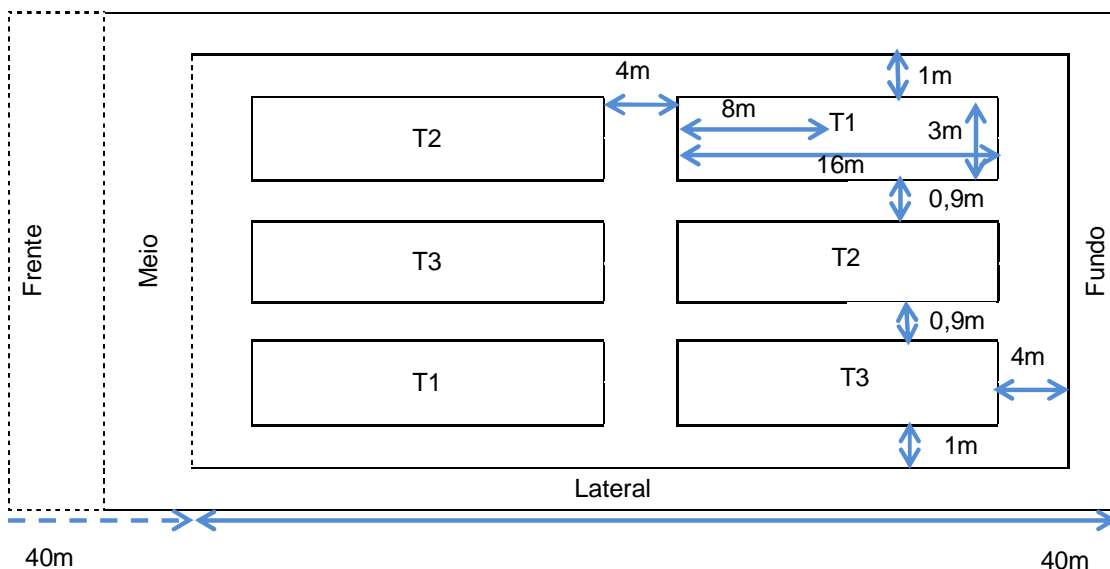 4m
1m
T2
8m
T1
3m
16m
0,9m
Frente
Meio
T3
T2
Fundo
0,9m
T1
T3
4m
1m
Lateral
40m
40m